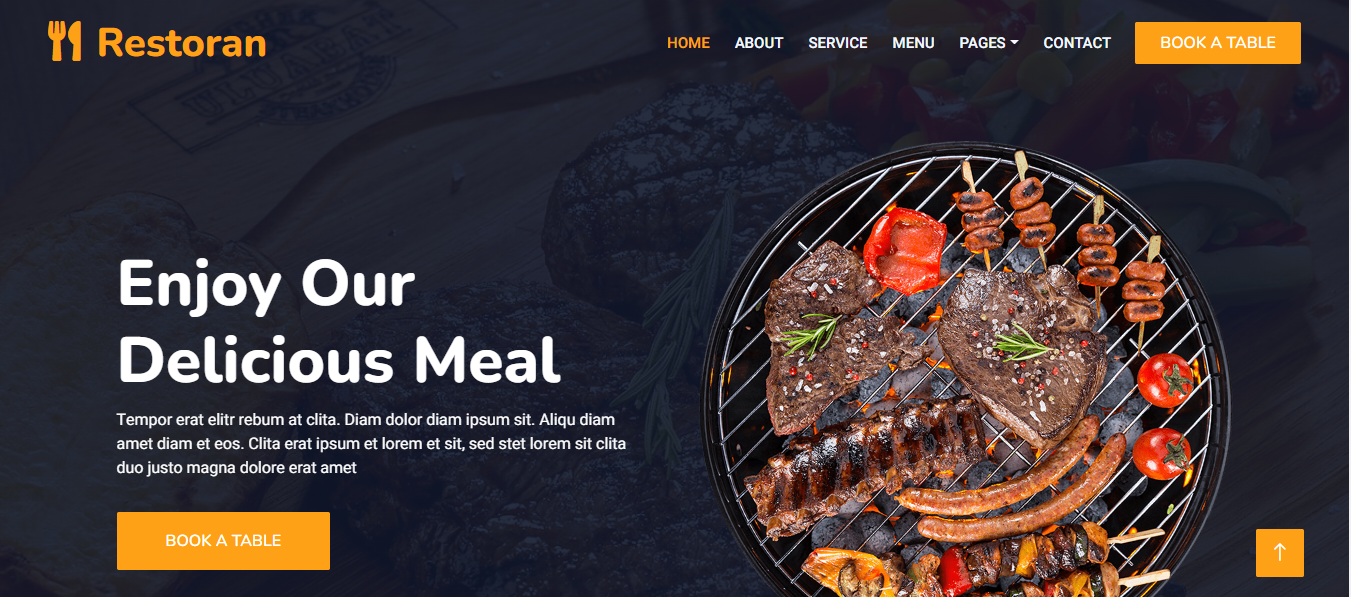 Restoran
HOME ABOUT SERVICE MENU PAGES CONTACT BOOK A TABLE
Enjoy Our
Delicious Meal
Tempor erat elitr rebum at clita. Diam dolor diam ipsum sit. Aliqu diam
amet diam et eos. Clita erat ipsum et lorem et sit, sed stet lorem sit clita
duo justo magna dolore erat amet
BOOK A TABLE